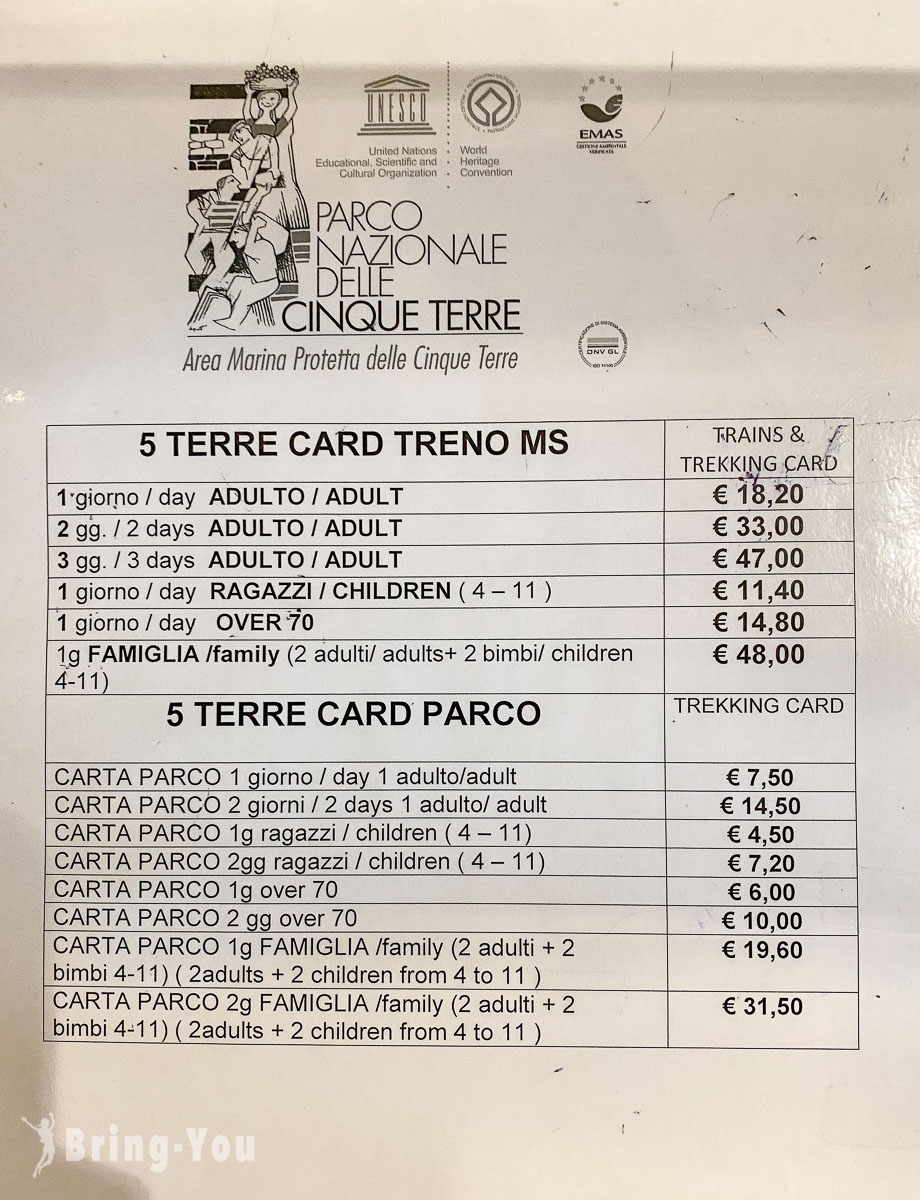 UNESCO
United Nations
Educational, Scientific and
Cultural Organization
World
Heritage
Convention
EMAS
GESTIONE AMBIENTALE
VERIFICATA
PARCO
NAZIONALE
DELLE
CINQUE TERRE
Area Marina Protetta delle Cinque Terre
DNV GL
5 TERRE CARD TRENO MS TRAINS &
TREKKING CARD
1 giorno / day ADULTO / ADULT € 18,20
2 gg. / 2 days ADULTO / ADULT € 33,00
3 gg. / 3 days ADULTO / ADULT € 47,00
1 giorno / day RAGAZZI / CHILDREN ( 4 – 11 ) € 11,40
1 giorno / day OVER 70 € 14,80
1g FAMIGLIA /family (2 adulti/ adults+ 2 bimbi/ children € 48,00
4-11)
5 TERRE CARD PARCO TREKKING CARD
CARTA PARCO 1 giorno / day 1 adulto/adult € 7,50
CARTA PARCO 2 giorni / 2 days 1 adulto/ adult € 14,50
CARTA PARCO 1g ragazzi / children ( 4 – 11) € 4,50
CARTA PARCO 2gg ragazzi / children ( 4 – 11) € 7,20
CARTA PARCO 1g over 70 € 6,00
CARTA PARCO 2 gg over 70 € 10,00
CARTA PARCO 1g FAMIGLIA /family (2 adulti + 2 € 19,60
bimbi 4-11) ( 2adults + 2 children from 4 to 11 )
CARTA PARCO 2g FAMIGLIA /family (2 adulti + 2 € 31,50
bimbi 4-11) ( 2adults + 2 children from 4 to 11 )
Bring-You